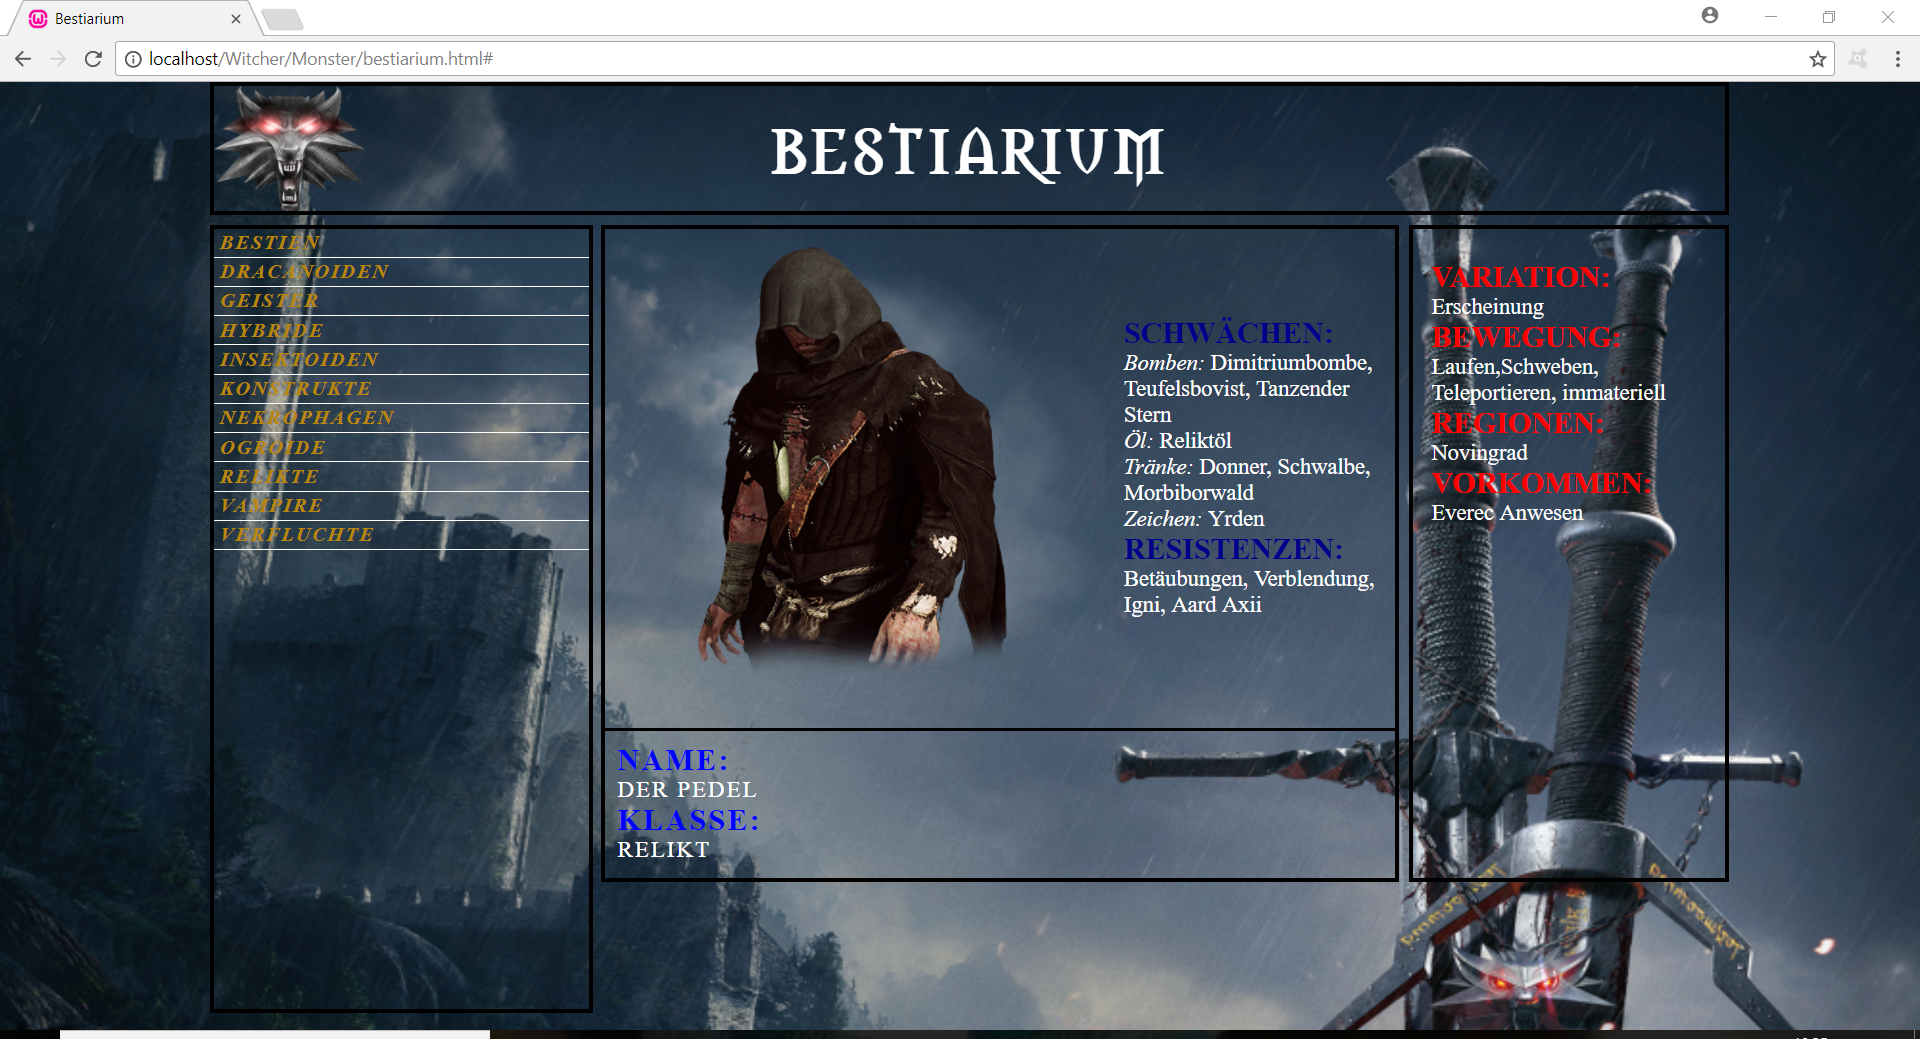 Bestiarium
localhost/Witcher/Monster/bestiarium.html#
BESTIARIUM
BESTIEN
DRACANOIDEN
GEISTER
HYBRIDE
INSEKTOIDEN
KONSTRUKTE
NEKROPHAGEN
OGROIDE
RELIKTE
VAMPIRE
VERFLUCHTE
SCHWÄCHEN:
Bomben: Dimitriumbombe,
Teufelsbovist, Tanzender
Stern
Öl: Reliktöl
Tränke: Donner, Schwalbe,
Morbiborwald
Zeichen: Yrden
RESISTENZEN:
Betäubungen, Verblendung,
Igni, Aard Axii
NAME:
DER PEDEL
KLASSE:
RELIKT
VARIATION:
Erscheinung
BEWEGUNG:
Laufen,Schweben,
Teleportieren, immateriell
REGIONEN:
Novingrad
VORKOMMEN:
Everec Anwesen